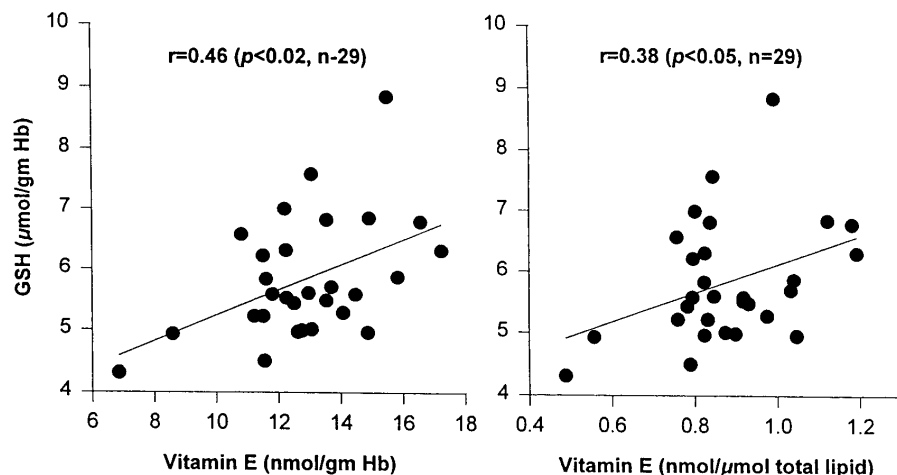 10
9
8
7
6
5
4
GSH (µmol/gm Hb)
r=0.46 (p<0.02, n-29)
6 8 10 12 14 16 18
Vitamin E (nmol/gm Hb)
10
9
8
7
6
5
4
r=0.38 (p<0.05, n=29)
0.4 0.6 0.8 1.0 1.2
Vitamin E (nmol/µmol total lipid)